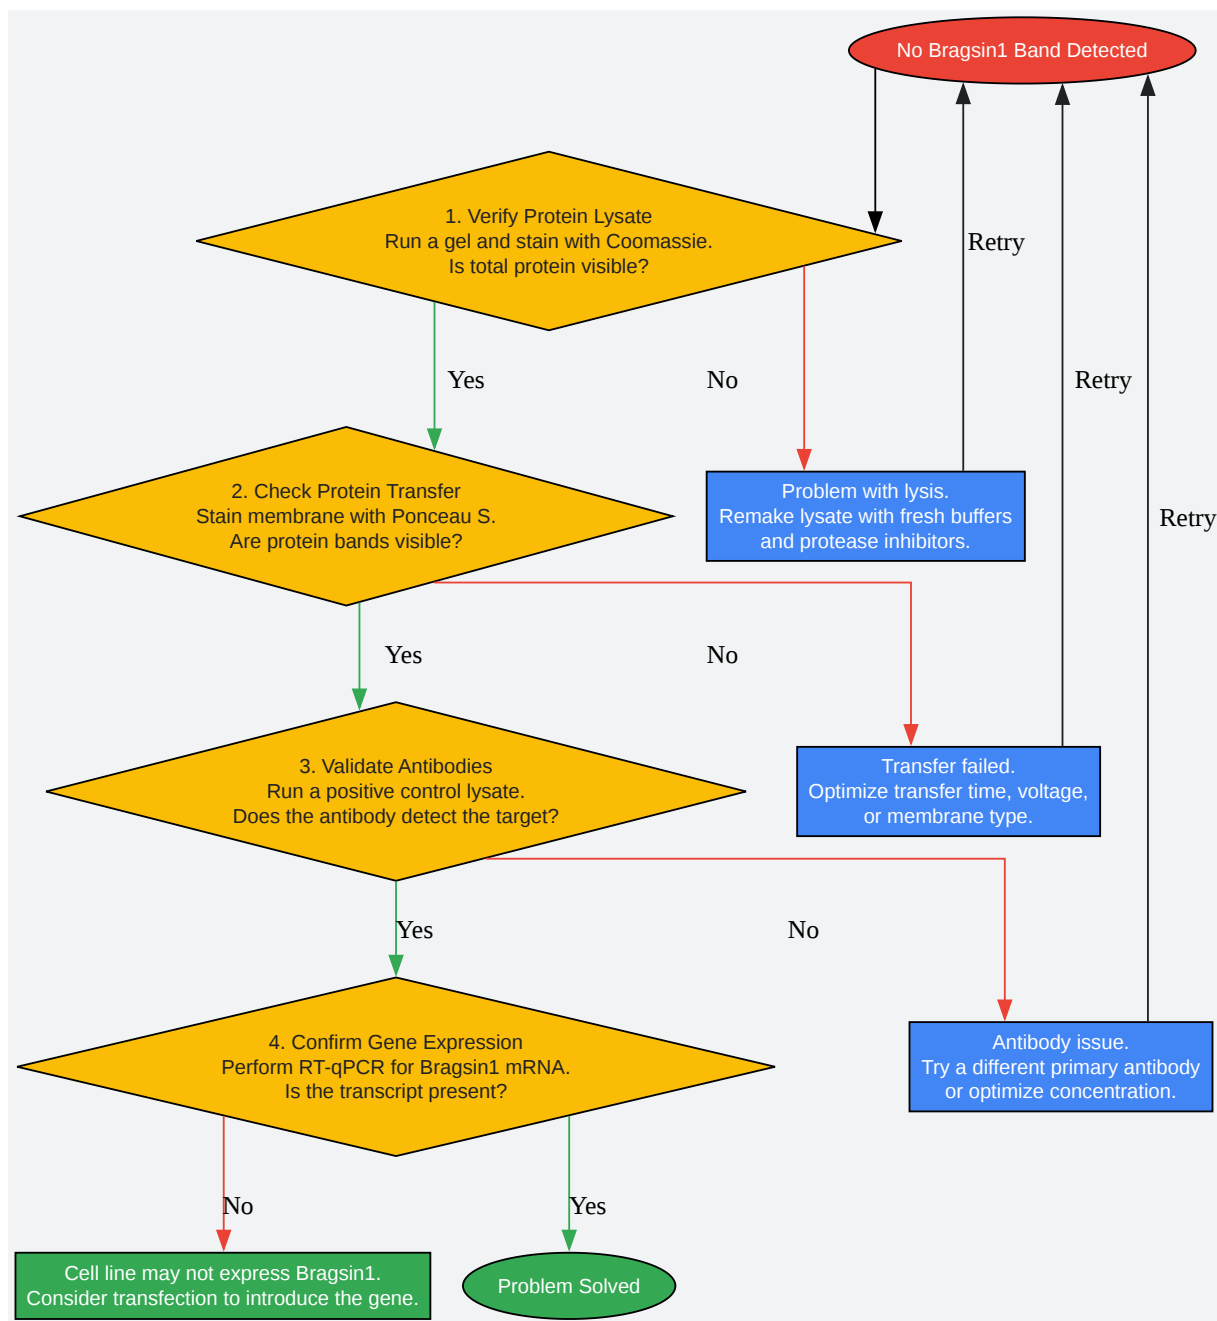 No Bragsin1 Band Detected
1. Verify Protein Lysate
Run a gel and stain with Coomassie.
Is total protein visible?
Retry
Yes
No
Retry
2. Check Protein Transfer
Stain membrane with Ponceau S.
Are protein bands visible?
Problem with lysis.
Remake lysate with fresh buffers
and protease inhibitors.
Retry
Yes
No
3. Validate Antibodies
Run a positive control lysate.
Does the antibody detect the target?
Transfer failed.
Optimize transfer time, voltage,
or membrane type.
Yes
No
4. Confirm Gene Expression
Perform RT-qPCR for Bragsin1 mRNA.
Is the transcript present?
Antibody issue.
Try a different primary antibody
or optimize concentration.
No
Yes
Cell line may not express Bragsin1.
Consider transfection to introduce the gene.
Problem Solved